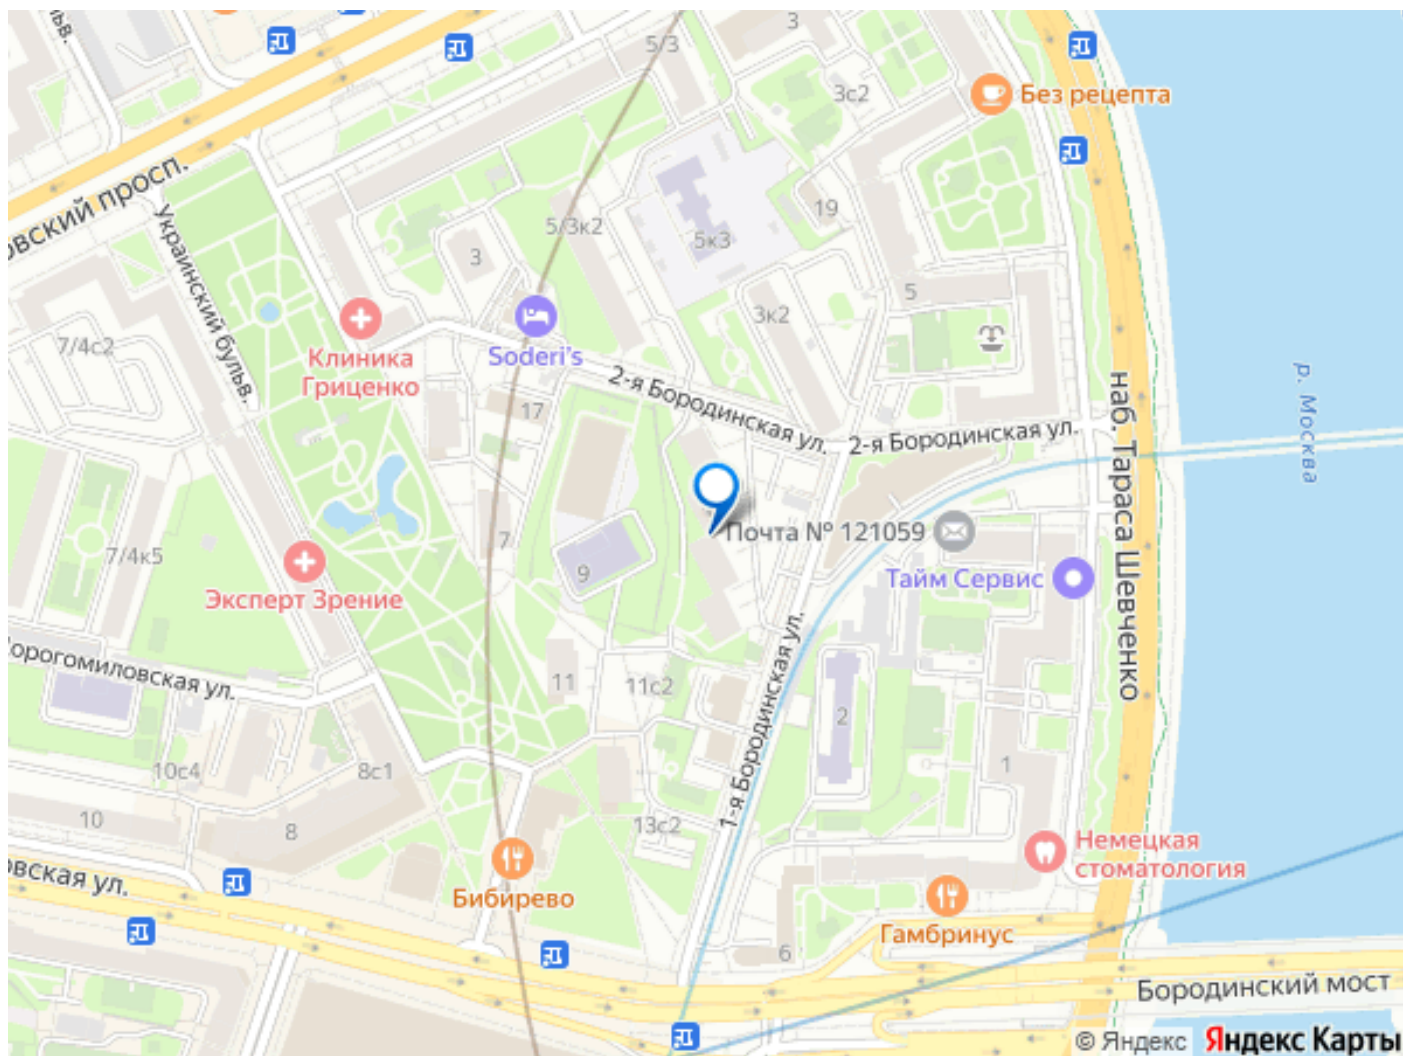 5/3
3
3с2
Без рецепта
овский просп.
Украинский бульв.
19
5/3к2
5к3
3
5
3к2
7/4с2
Клиника
Гриценко
Soderi's
2-я Бородинская ул.
2-я Бородинская ул.
наб. Тараса Шевченко
р. Москва
17
7
7/4к5
Почта № 121059
Тайм Сервис
9
Эксперт Зрение
орогомиловская ул.
11
11с2
1-я Бородинская ул.
2
1
10с4
8с1
10
8
13с2
Немецкая
стоматология
овская ул.
Бибирево
Гамбринус
6
Бородинский мост
© Яндекс Яндекс Карты